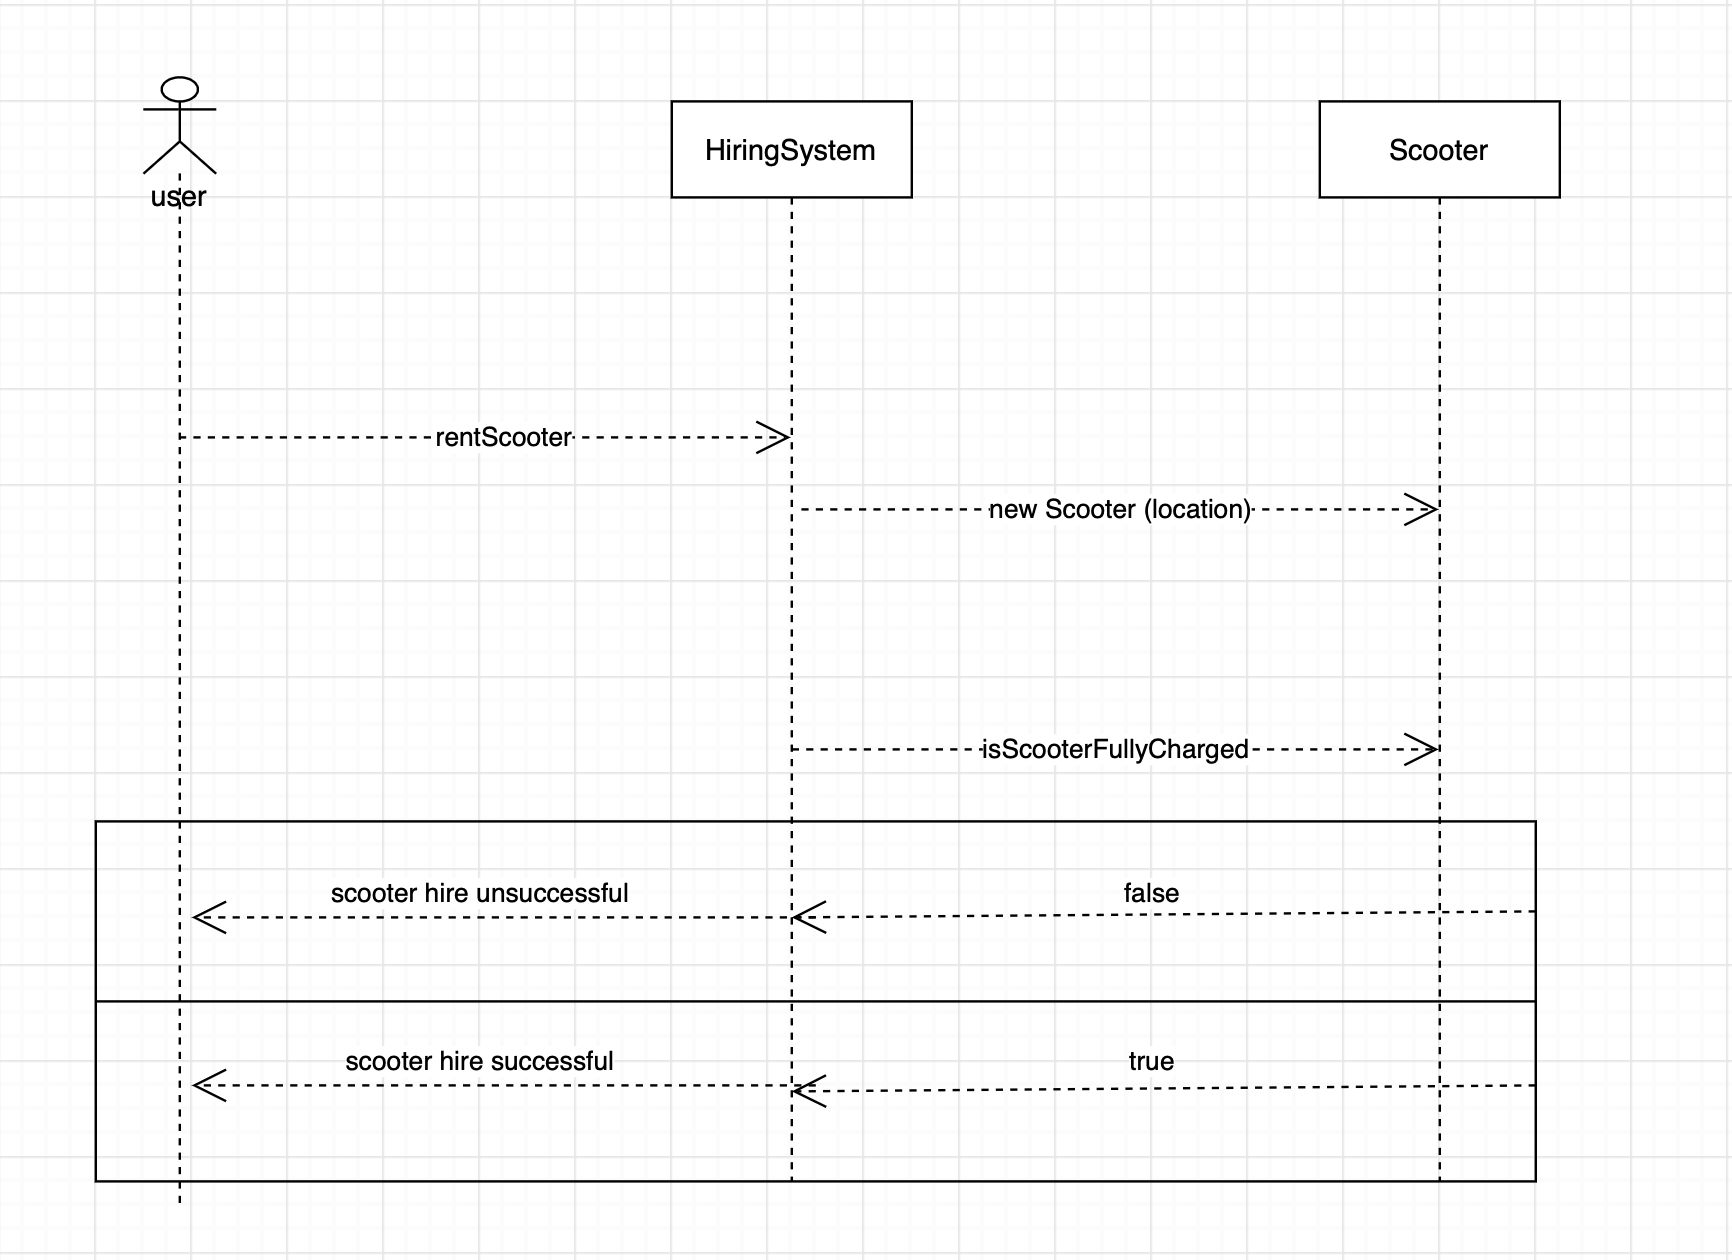 user
HiringSystem
Scooter
rentScooter
new Scooter (location)
isScooterFullyCharged
scooter hire unsuccessful
false
scooter hire successful
true